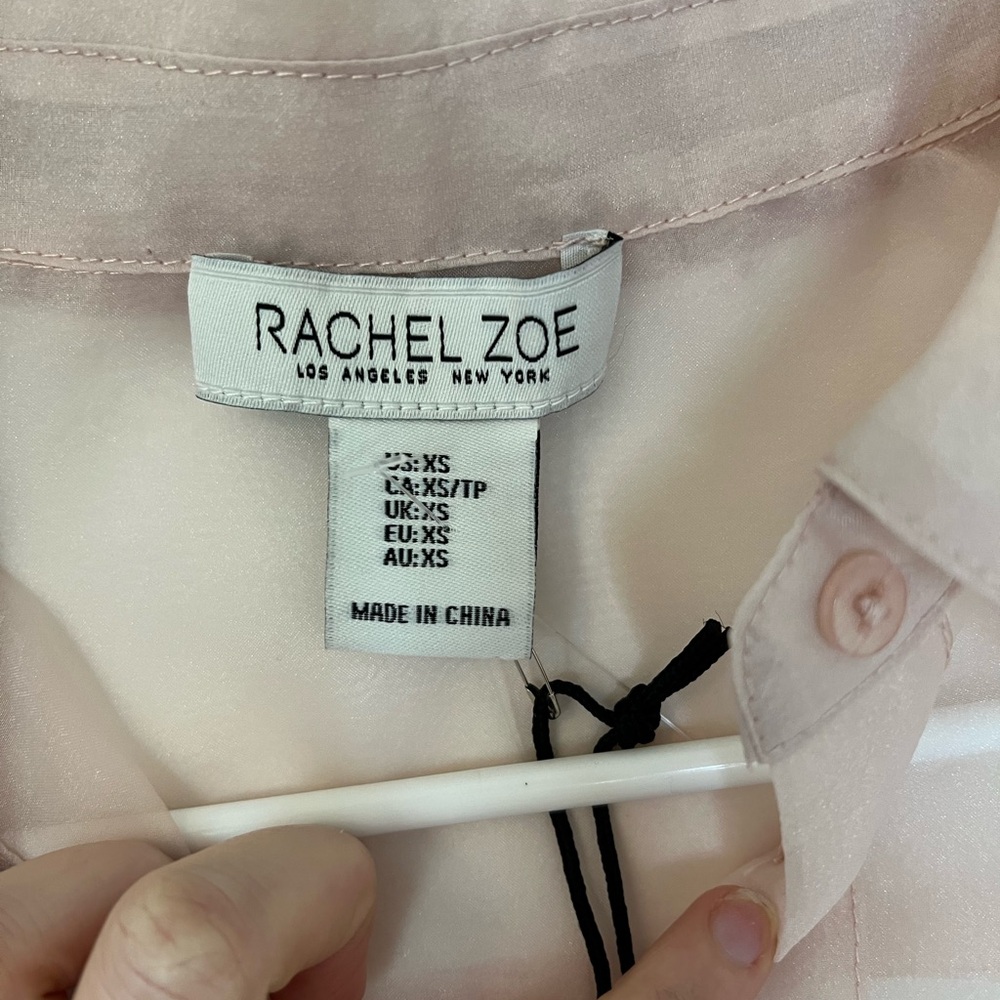 RACHEL ZOE
LOS ANGELES NEW YORK
US:XS
CA:XS/TP
UK:XS
EU:XS
AU:XS
MADE IN CHINA